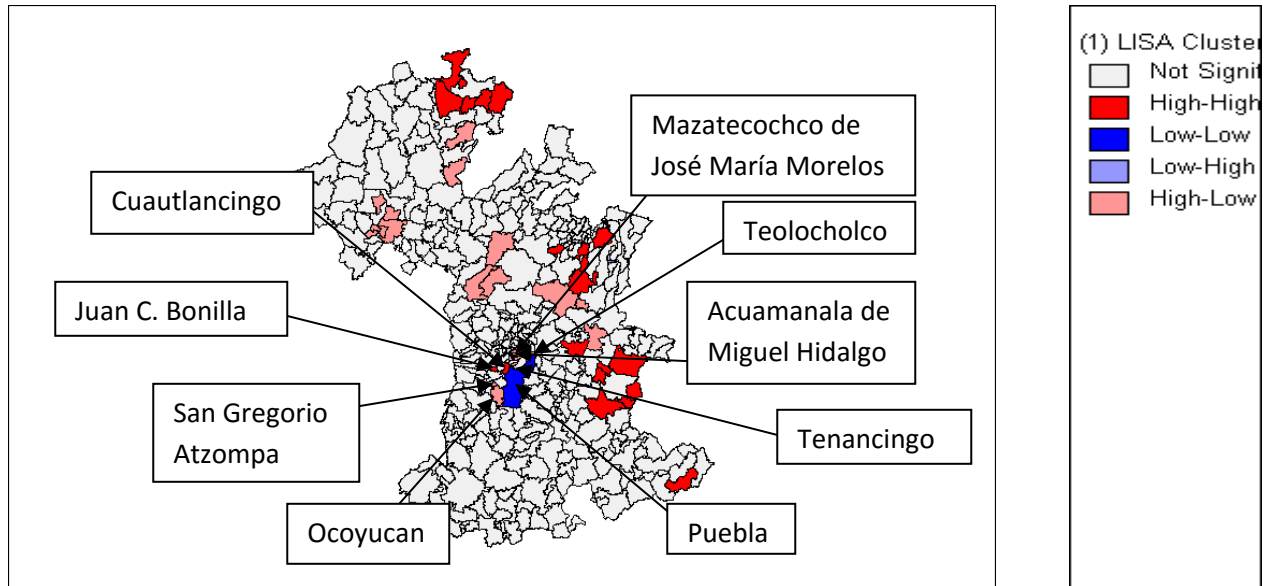 Mazatecochco de
José María Morelos
Cuautlancingo
Teolocholco
Juan C. Bonilla
Acuamanala de
Miguel Hidalgo
San Gregorio
Atzompa
Tenancingo
Ocoyucan
Puebla
(1) LISA Cluster
Not Signif
High-High
Low-Low
Low-High
High-Low